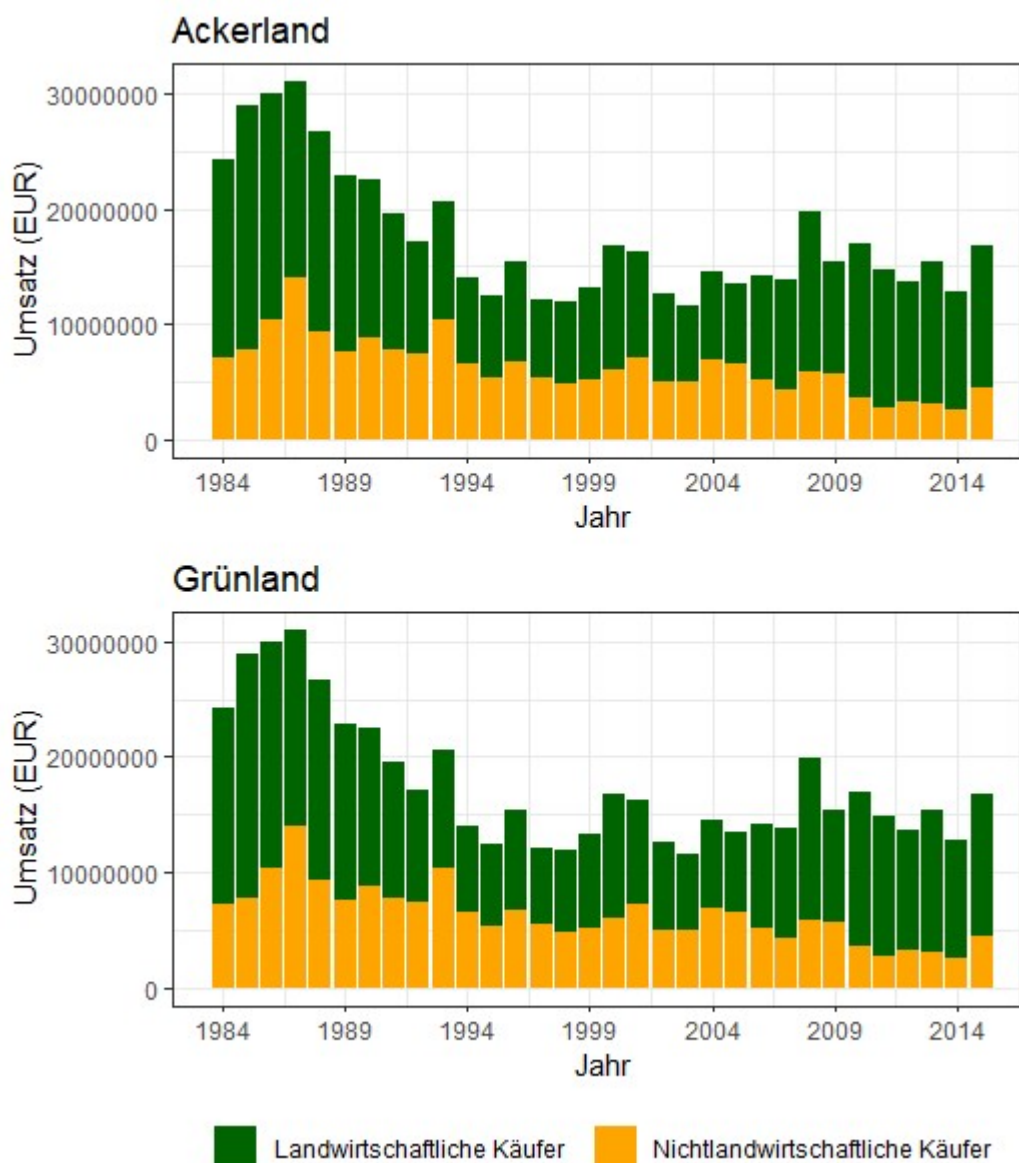 Ackerland
Umsatz (EUR)
30000000
20000000
10000000
0
1984 1989 1994 1999 2004 2009 2014
Jahr
Grünland
Umsatz (EUR)
30000000
20000000
10000000
0
1984 1989 1994 1999 2004 2009 2014
Jahr
Landwirtschaftliche Käufer Nichtlandwirtschaftliche Käufer